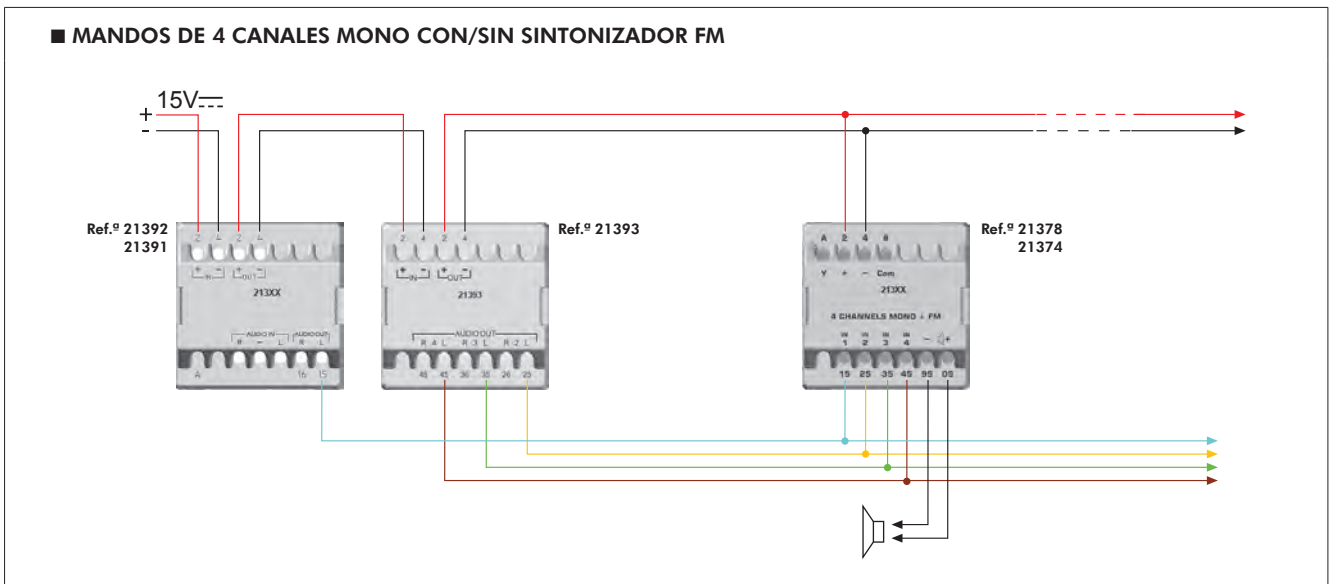 ■ MANDOS DE 4 CANALES MONO CON/SIN SINTONIZADOR FM
15V
+
-
Ref.ª 21392
21391
2 4 2 4
+ - + -
IN OUT
213XX
AUDIO IN AUDIO OUT
R - L R L
A 16 15
Ref.ª 21393
2 4 2 4
+ - + -
IN OUT
21393
AUDIO OUT
R 4 L R 3 L R 2 L
46 45 36 35 26 25
Ref.ª 21378
21374
A 2 4 B
Y + - Com
213XX
4 CHANNELS MONO + FM
IN IN IN IN
1 2 3 4 - +
15 25 35 45 95 05